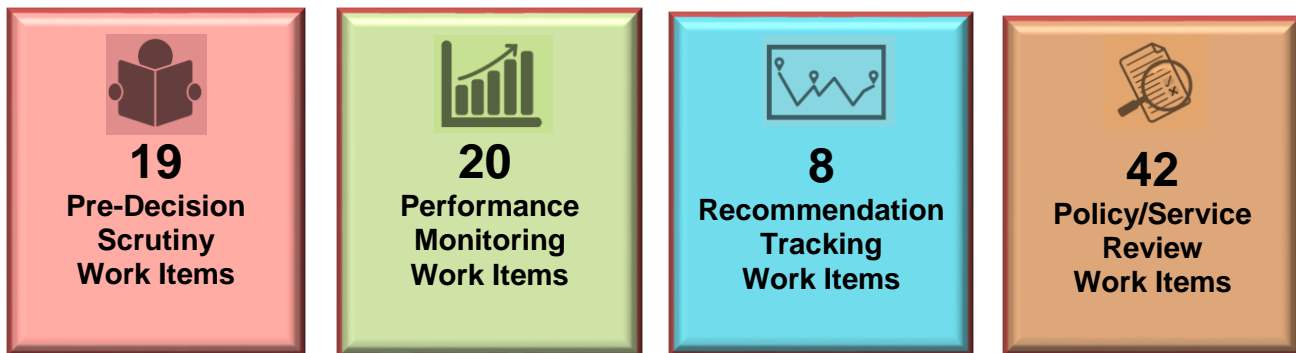 19
Pre-Decision
Scrutiny
Work Items
20
Performance
Monitoring
Work Items
8
Recommendation
Tracking
Work Items
42
Policy/Service
Review
Work Items